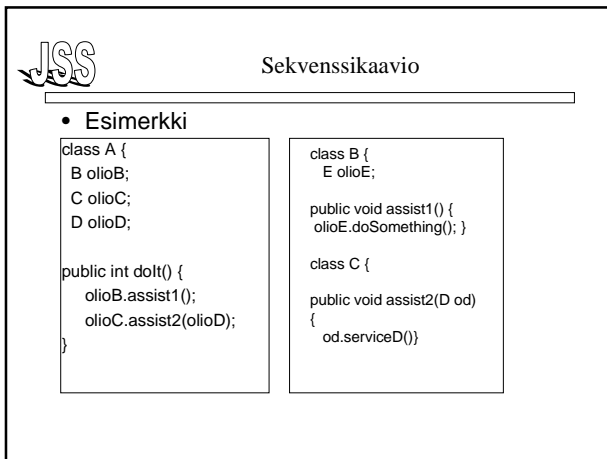 JSS
Sekvenssikaavio
• Esimerkki
class A {
B olioB;
C olioC;
D olioD;
public int doIt() {
olioB.assist1();
olioC.assist2(olioD);
}
class B {
E olioE;
public void assist1() {
olioE.doSomething(); }
class C {
public void assist2(D od)
{
od.serviceD()}